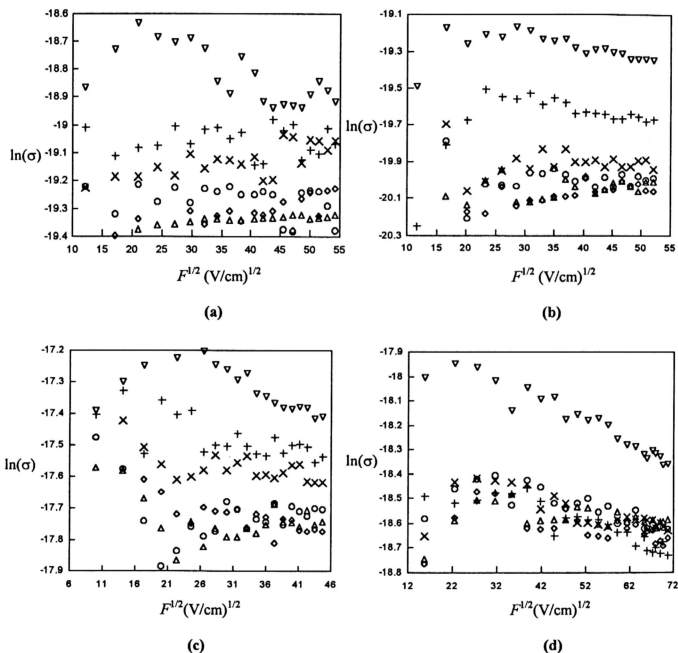 -18.6
-18.7
-18.8
-18.9
-19
ln(σ)
-19.1
-19.2
-19.3
-19.4
10 15 20 25 30 35 40 45 50 55
F^{1/2} (V/cm)^{1/2}
(a)
-19.1
-19.3
-19.5
-19.7
ln(σ)
-19.9
-20.1
-20.3
10 15 20 25 30 35 40 45 50 55
F^{1/2} (V/cm)^{1/2}
(b)
-17.2
-17.3
-17.4
-17.5
ln(σ)
-17.6
-17.7
-17.8
-17.9
6 11 16 21 26 31 36 41 46
F^{1/2}(V/cm)^{1/2}
(c)
-17.9
-18
-18.1
-18.2
-18.3
ln(σ)
-18.4
-18.5
-18.6
-18.7
-18.8
12 22 32 42 52 62 72
F^{1/2} (V/cm)^{1/2}
(d)